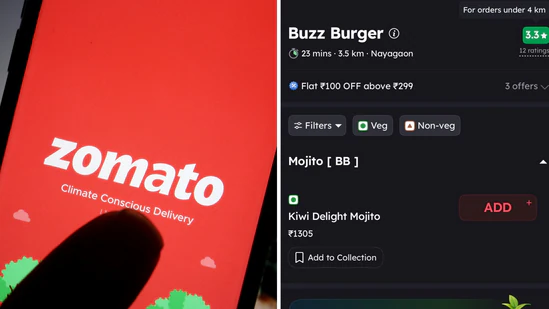 zomato
Climate Conscious Delivery
For orders under 4 km
Buzz Burger
3.3★
23 mins · 3.5 km · Nayagaon
12 ratings
Flat ₹100 OFF above ₹299
3 offers
Filters
Veg
Non-veg
Mojito [ BB ]
Kiwi Delight Mojito
ADD +
₹1305
Add to Collection